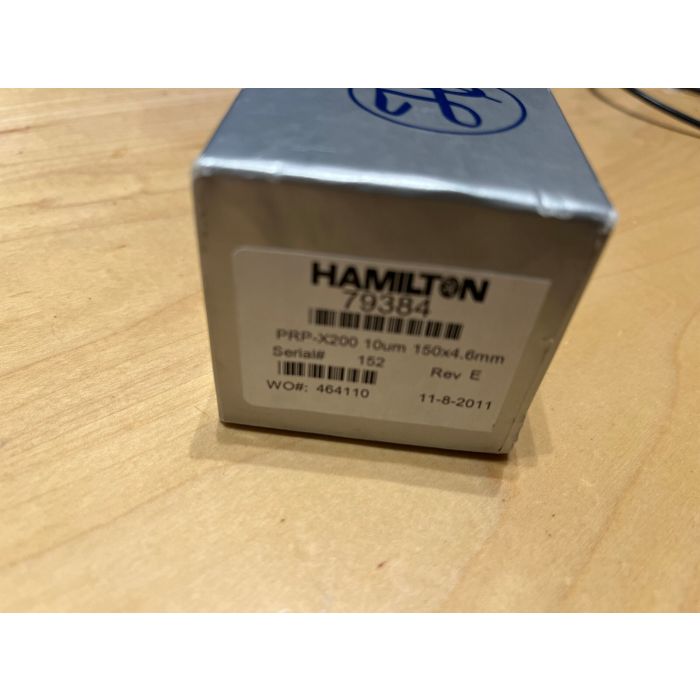 HAMILTON
79384
PRP-X200 10um 150x4.6mm
Serial# 152 Rev E
WO#: 464110 11-8-2011